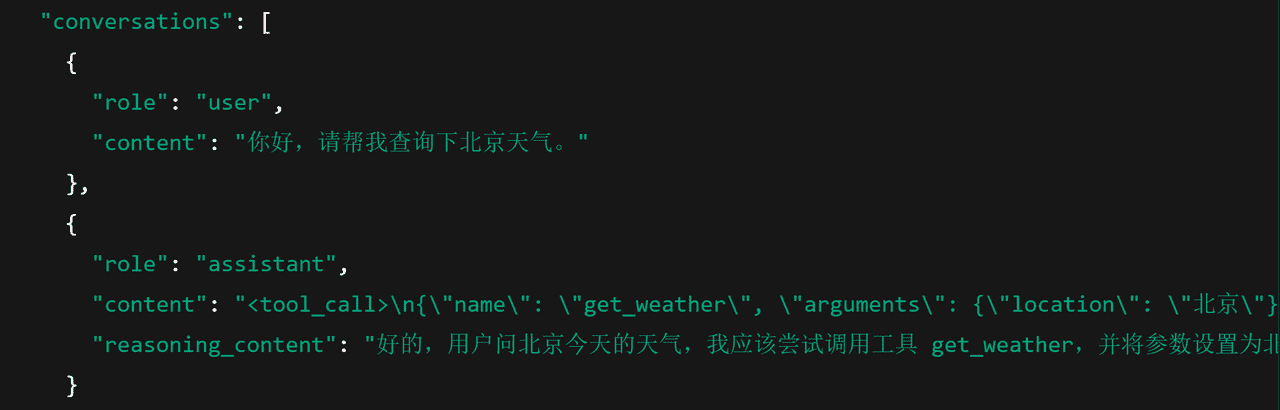 "conversations": [
{
"role": "user",
"content": "你好，请帮我查询下北京天气。"
},
{
"role": "assistant",
"content": "<tool_call>\n{\"name\": \"get_weather\", \"arguments\": {\"location\": \"北京\"}
"reasoning_content": "好的，用户问北京今天的天气，我应该尝试调用工具 get_weather，并将参数设置为北
}